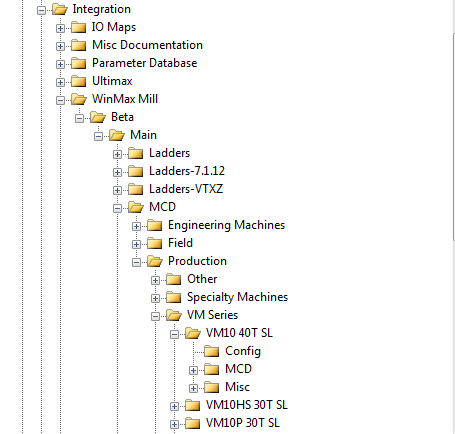 Integration
IO Maps
Misc Documentation
Parameter Database
Ultimax
WinMax Mill
Beta
Main
Ladders
Ladders-7.1.12
Ladders-VTXZ
MCD
Engineering Machines
Field
Production
Other
Specialty Machines
VM Series
VM10 40T SL
Config
MCD
Misc
VM10HS 30T SL
VM10P 30T SL